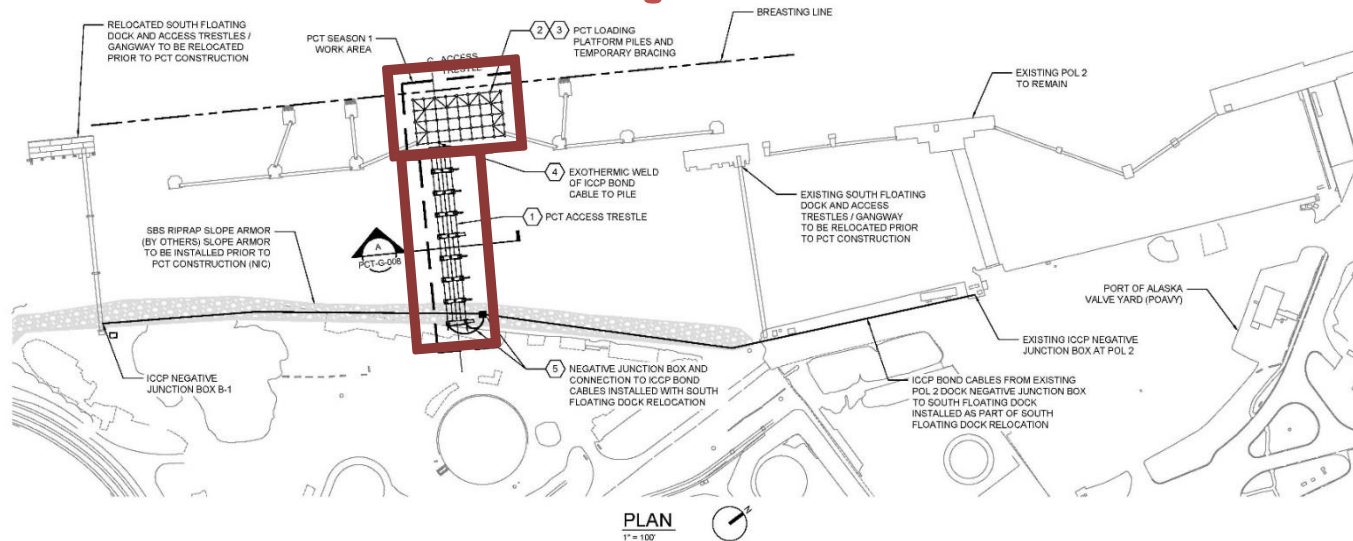 RELOCATED SOUTH FLOATING
DOCK AND ACCESS TRESTLES /
GANGWAY TO BE RELOCATED
PRIOR TO PCT CONSTRUCTION
PCT SEASON 1
WORK AREA
ACCESS
TRESTLE
2 3 PCT LOADING
PLATFORM PILES AND
TEMPORARY BRACING
BREASTING LINE
EXISTING POL 2
TO REMAIN
4 EXOTHERMIC WELD
OF ICCP BOND
CABLE TO PILE
1 PCT ACCESS TRESTLE
EXISTING SOUTH FLOATING
DOCK AND ACCESS
TRESTLES / GANGWAY
TO BE RELOCATED PRIOR
TO PCT CONSTRUCTION
SBS RIPRAP SLOPE ARMOR
(BY OTHERS) SLOPE ARMOR
TO BE INSTALLED PRIOR TO
PCT CONSTRUCTION (NIC)
A
PCT-G-008
PORT OF ALASKA
VALVE YARD (POAVY)
EXISTING ICCP NEGATIVE
JUNCTION BOX AT POL 2
ICCP NEGATIVE
JUNCTION BOX B-1
5 NEGATIVE JUNCTION BOX AND
CONNECTION TO ICCP BOND
CABLES INSTALLED WITH SOUTH
FLOATING DOCK RELOCATION
ICCP BOND CABLES FROM EXISTING
POL 2 DOCK NEGATIVE JUNCTION BOX
TO SOUTH FLOATING DOCK
INSTALLED AS PART OF SOUTH
FLOATING DOCK RELOCATION
PLAN
1" = 100'
N